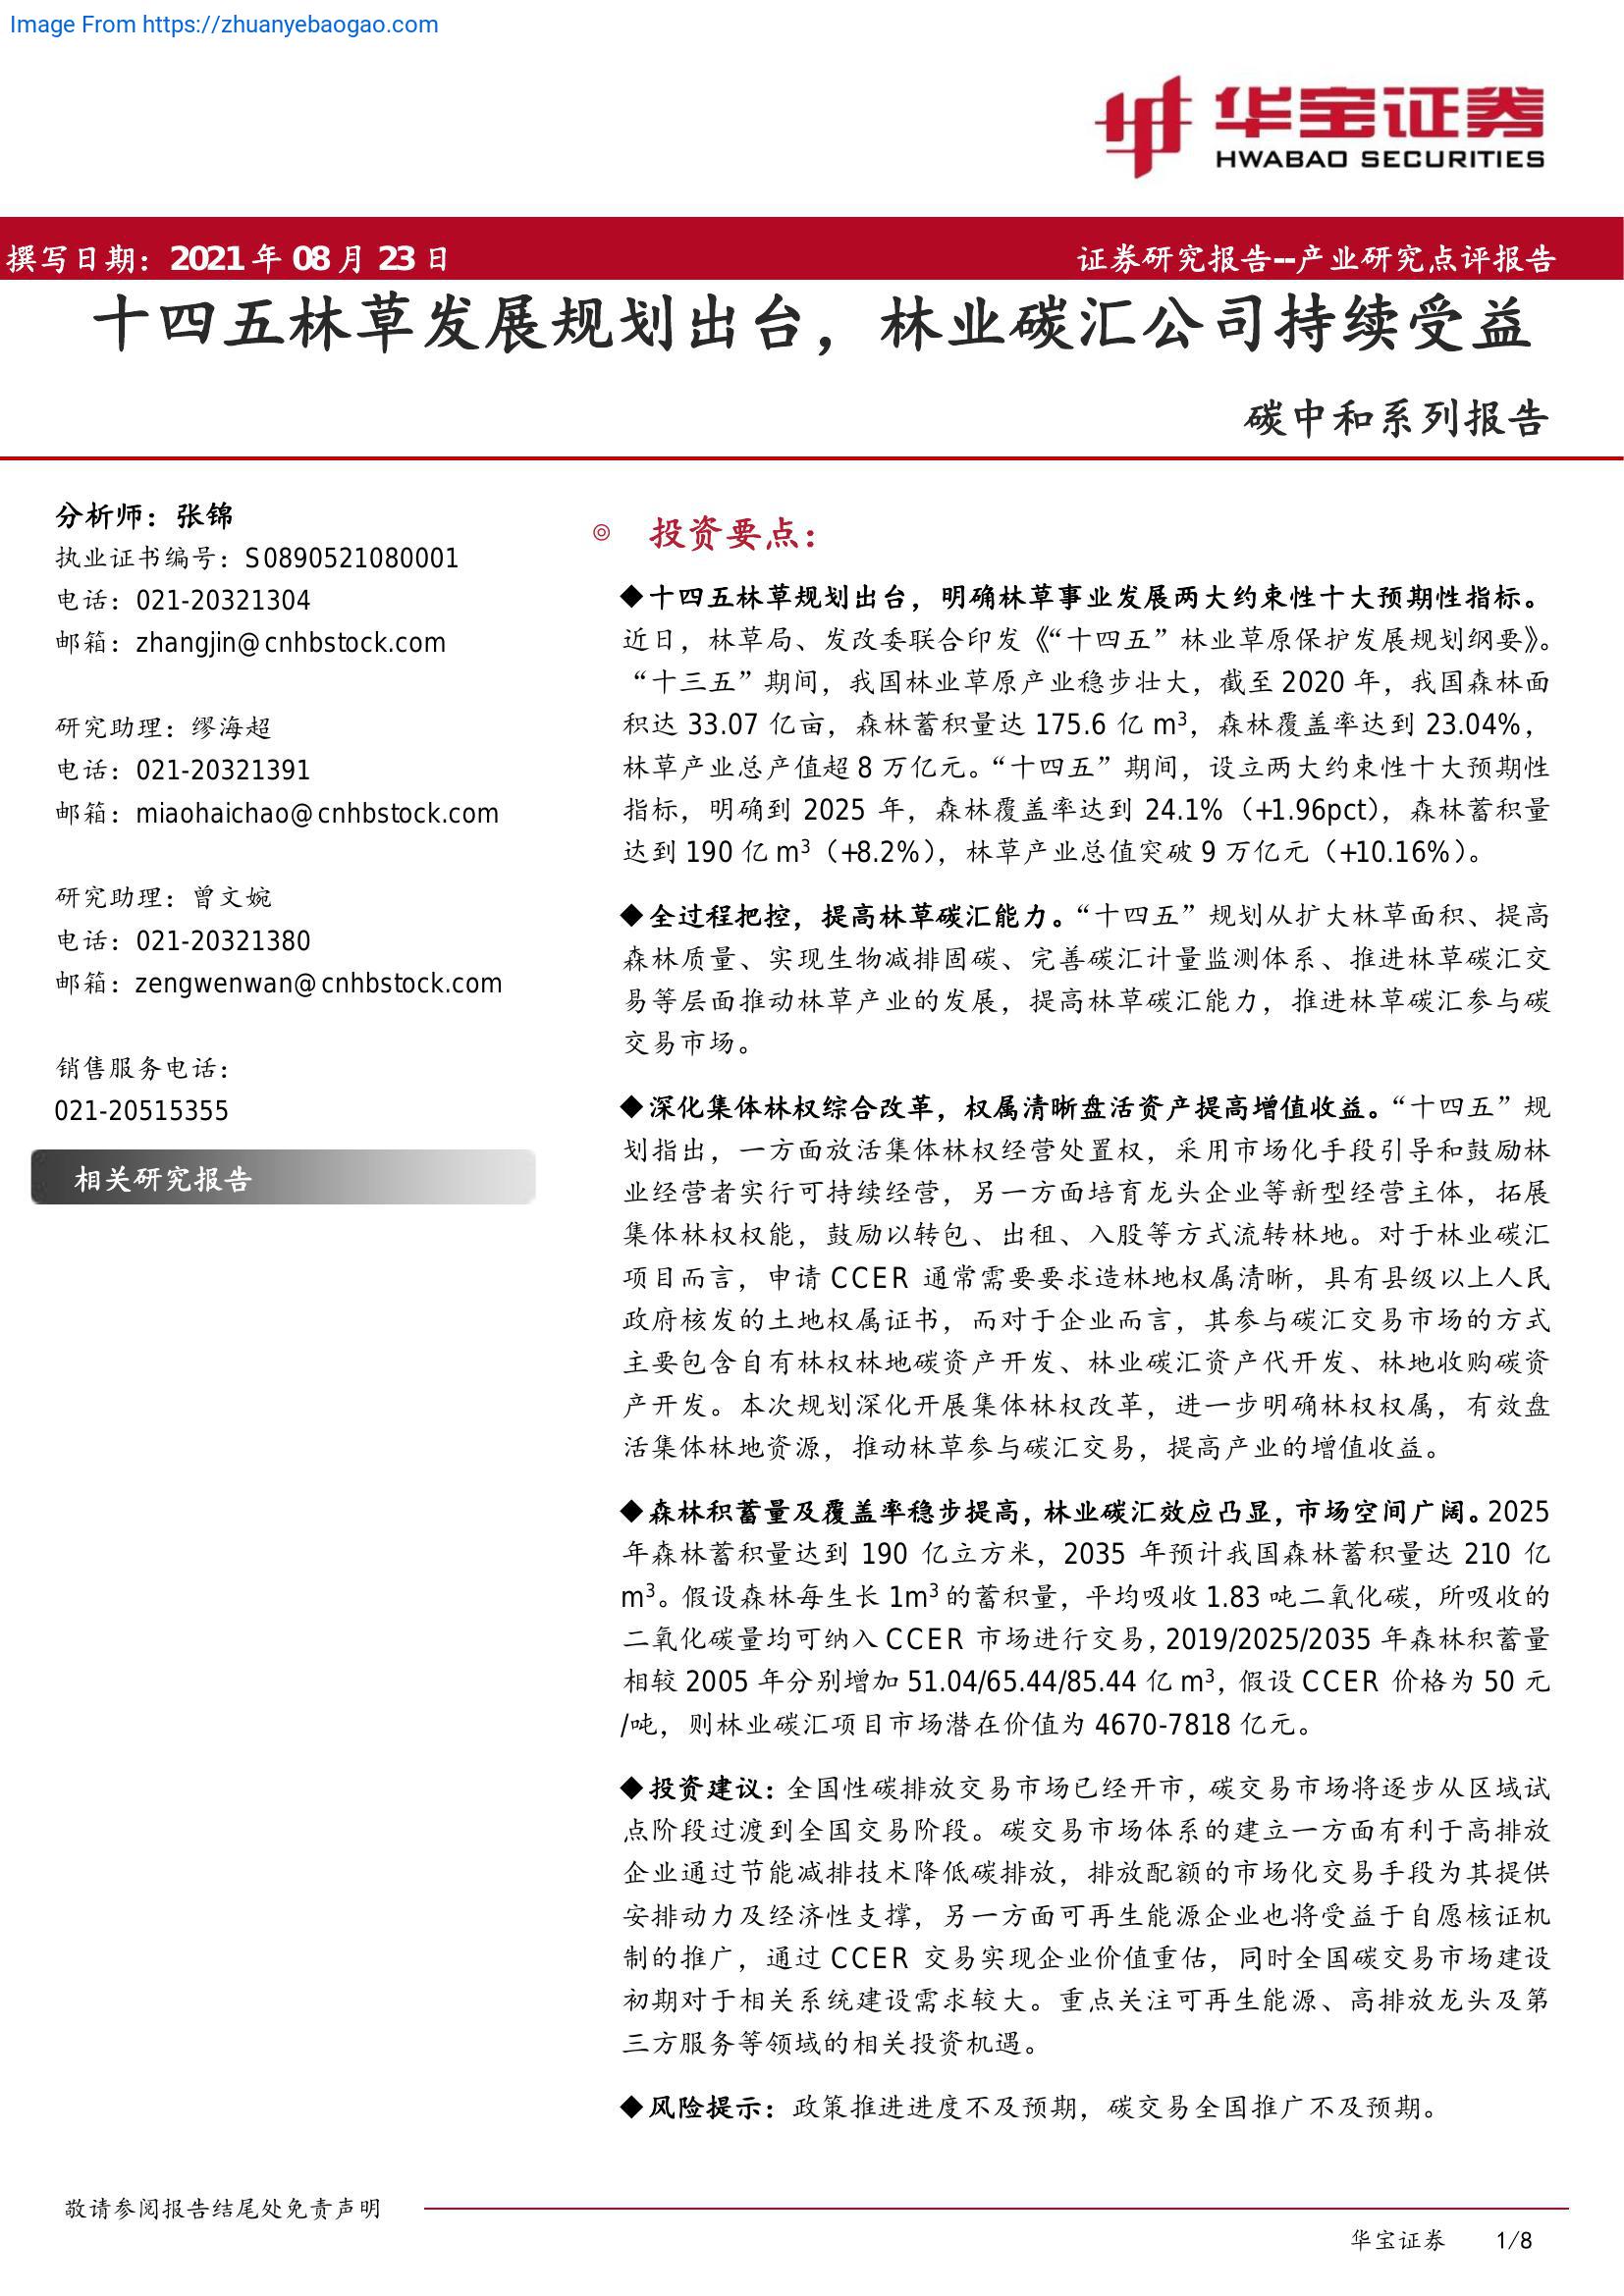 Image From https://zhuanyebaogao.com
华宝证券
HWABAO SECURITIES
撰写日期：2021 年 08 月 23 日
证券研究报告--产业研究点评报告
十四五林草发展规划出台，林业碳汇公司持续受益
碳中和系列报告
分析师：张锦
执业证书编号：S0890521080001
电话：021-20321304
邮箱：zhangjin@cnhbstock.com
研究助理：缪海超
电话：021-20321391
邮箱：miaohaichao@cnhbstock.com
研究助理：曾文婉
电话：021-20321380
邮箱：zengwenwan@cnhbstock.com
销售服务电话：
021-20515355
相关研究报告
◎ 投资要点：
◆十四五林草规划出台，明确林草事业发展两大约束性十大预期性指标。
近日，林草局、发改委联合印发《“十四五”林业草原保护发展规划纲要》。
“十三五”期间，我国林业草原产业稳步壮大，截至 2020 年，我国森林面
积达 33.07 亿亩，森林蓄积量达 175.6 亿 m³，森林覆盖率达到 23.04%，
林草产业总产值超 8 万亿元。“十四五”期间，设立两大约束性十大预期性
指标，明确到 2025 年，森林覆盖率达到 24.1%（+1.96pct），森林蓄积量
达到 190 亿 m³（+8.2%），林草产业总值突破 9 万亿元（+10.16%）。
◆全过程把控，提高林草碳汇能力。“十四五”规划从扩大林草面积、提高
森林质量、实现生物减排固碳、完善碳汇计量监测体系、推进林草碳汇交
易等层面推动林草产业的发展，提高林草碳汇能力，推进林草碳汇参与碳
交易市场。
◆深化集体林权综合改革，权属清晰盘活资产提高增值收益。“十四五”规
划指出，一方面放活集体林权经营处置权，采用市场化手段引导和鼓励林
业经营者实行可持续经营，另一方面培育龙头企业等新型经营主体，拓展
集体林权权能，鼓励以转包、出租、入股等方式流转林地。对于林业碳汇
项目而言，申请 CCER 通常需要要求造林地权属清晰，具有县级以上人民
政府核发的土地权属证书，而对于企业而言，其参与碳汇交易市场的方式
主要包含自有林权林地碳资产开发、林业碳汇资产代开发、林地收购碳资
产开发。本次规划深化开展集体林权改革，进一步明确林权权属，有效盘
活集体林地资源，推动林草参与碳汇交易，提高产业的增值收益。
◆森林积蓄量及覆盖率稳步提高，林业碳汇效应凸显，市场空间广阔。2025
年森林蓄积量达到 190 亿立方米，2035 年预计我国森林蓄积量达 210 亿
m³。假设森林每生长 1m³ 的蓄积量，平均吸收 1.83 吨二氧化碳，所吸收的
二氧化碳量均可纳入 CCER 市场进行交易，2019/2025/2035 年森林积蓄量
相较 2005 年分别增加 51.04/65.44/85.44 亿 m³，假设 CCER 价格为 50 元
/吨，则林业碳汇项目市场潜在价值为 4670-7818 亿元。
◆投资建议：全国性碳排放交易市场已经开市，碳交易市场将逐步从区域试
点阶段过渡到全国交易阶段。碳交易市场体系的建立一方面有利于高排放
企业通过节能减排技术降低碳排放，排放配额的市场化交易手段为其提供
安排动力及经济性支撑，另一方面可再生能源企业也将受益于自愿核证机
制的推广，通过 CCER 交易实现企业价值重估，同时全国碳交易市场建设
初期对于相关系统建设需求较大。重点关注可再生能源、高排放龙头及第
三方服务等领域的相关投资机遇。
◆风险提示：政策推进进度不及预期，碳交易全国推广不及预期。
敬请参阅报告结尾处免责声明
华宝证券 1/8